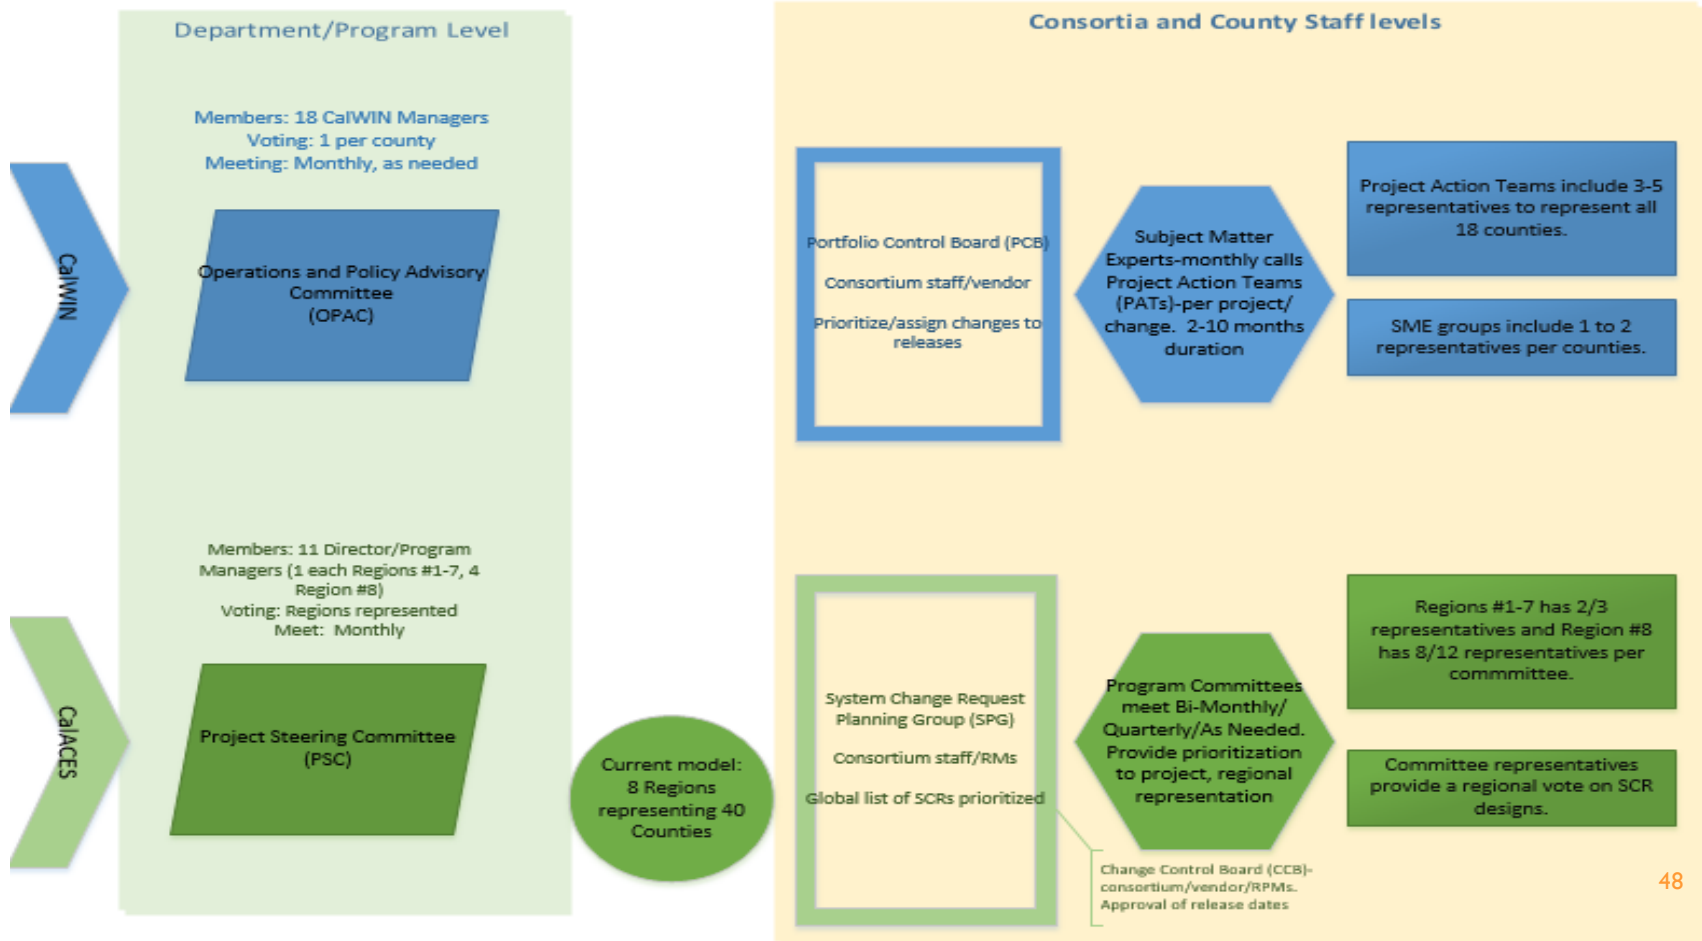 Department/Program Level
Consortia and County Staff levels
Members: 18 CalWIN Managers
Voting: 1 per county
Meeting: Monthly, as needed
CalWIN
Operations and Policy Advisory
Committee
(OPAC)
Portfolio Control Board (PCB)
Consortium staff/vendor
Prioritize/assign changes to
releases
Subject Matter
Experts-monthly calls
Project Action Teams
(PATs)-per project/
change.  2-10 months
duration
Project Action Teams include 3-5
representatives to represent all
18 counties.
SME groups include 1 to 2
representatives per counties.
Members: 11 Director/Program
Managers (1 each Regions #1-7, 4
Region #8)
Voting: Regions represented
Meet:  Monthly
CalACES
Project Steering Committee
(PSC)
Current model:
8 Regions
representing 40
Counties
System Change Request
Planning Group (SPG)
Consortium staff/RMs
Global list of SCRs prioritized
Program Committees
meet Bi-Monthly/
Quarterly/As Needed.
Provide prioritization
to project, regional
representation
Regions #1-7 has 2/3
representatives and Region #8
has 8/12 representatives per
commmittee.
Committee representatives
provide a regional vote on SCR
designs.
Change Control Board (CCB)-
consortium/vendor/RPMs.
Approval of release dates
48